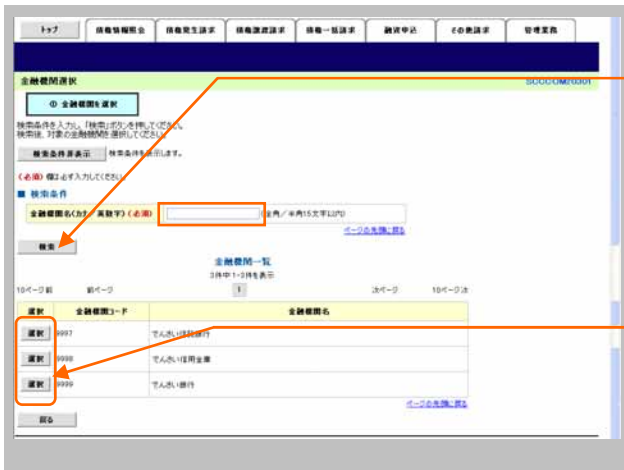 トップ 債権情報照会 債権発生請求 債権譲渡請求 債権一括請求 融資申込 その他請求 管理業務
金融機関選択 SCCCOM20301
① 金融機関を選択
検索条件を入力し、「検索」ボタンを押してください。
検索後、対象の金融機関を選択してください。
検索条件非表示 検索条件を非表示します。
(必須) 欄は必ず入力してください。
■ 検索条件
金融機関名(カナ/英数字) (必須) (全角/半角15文字以内)
ページの先頭に戻る
検索
金融機関一覧
3件中1-3件を表示
10ページ前 前ページ 1 次ページ 10ページ次
選択 金融機関コード 金融機関名
選択 9997 でんさい信託銀行
選択 9998 でんさい信用金庫
選択 9999 でんさい銀行
ページの先頭に戻る
戻る